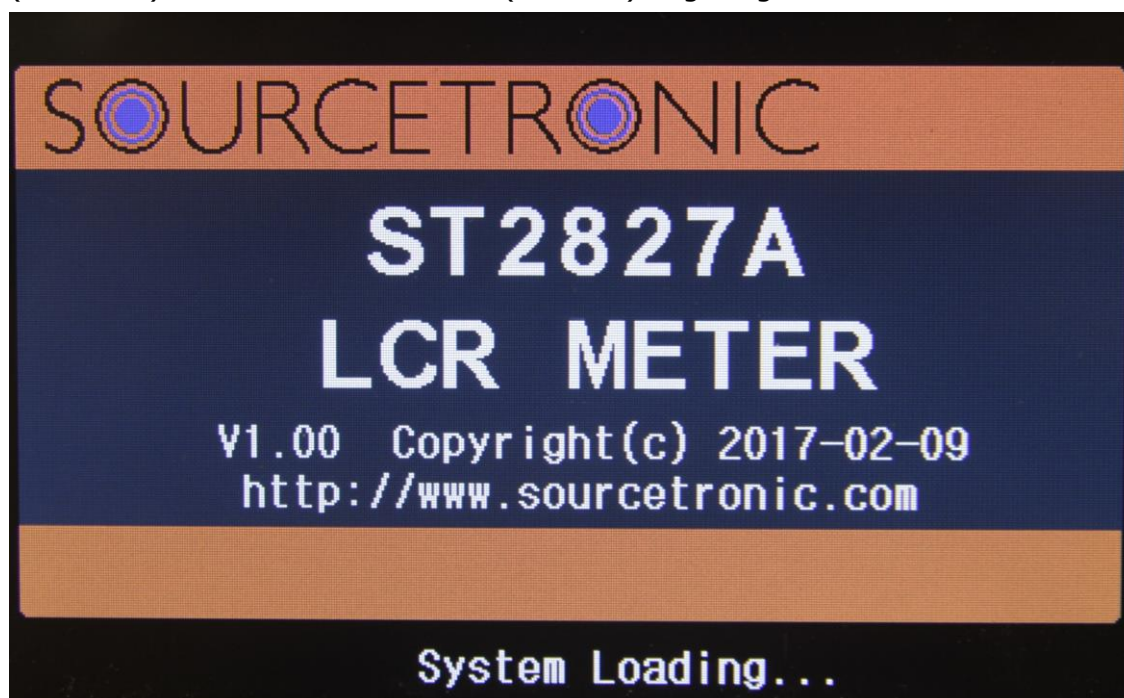 SOURCETRONIC
ST2827A
LCR METER
V1.00 Copyright(c) 2017-02-09
http://www.sourcetronic.com
System Loading...